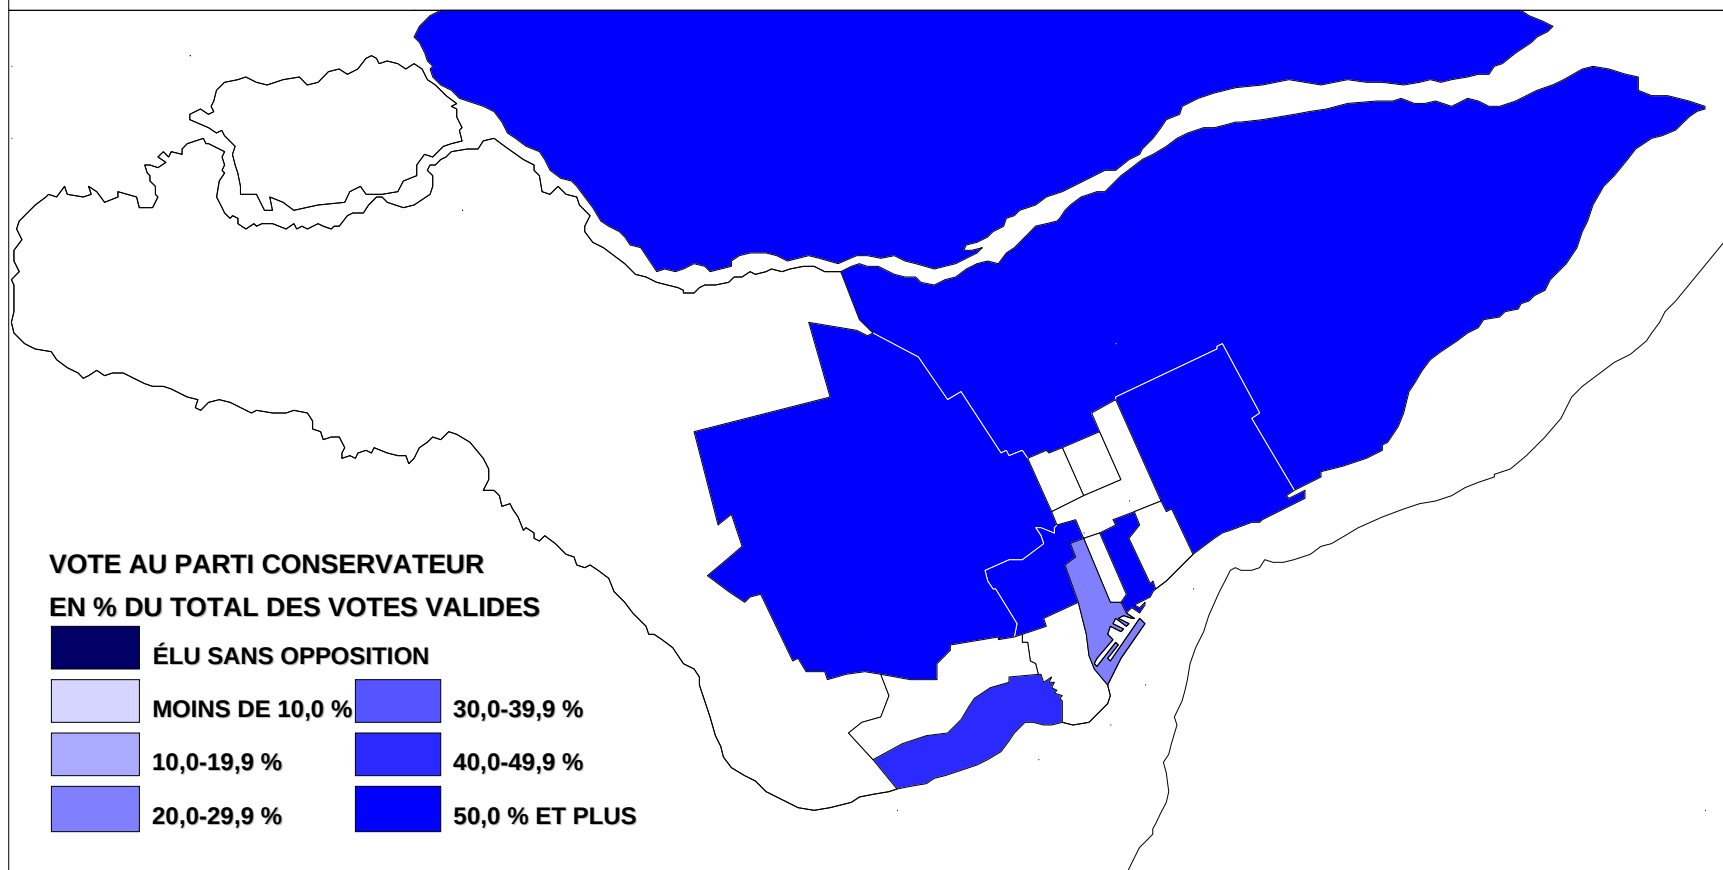 VOTE AU PARTI CONSERVATEUR
EN % DU TOTAL DES VOTES VALIDES
ÉLU SANS OPPOSITION
MOINS DE 10,0 %
30,0-39,9 %
10,0-19,9 %
40,0-49,9 %
20,0-29,9 %
50,0 % ET PLUS